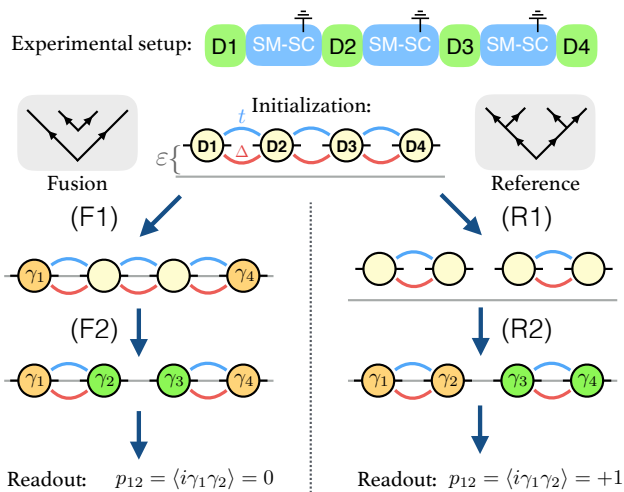 Experimental setup: D1 SM-SC D2 SM-SC D3 SM-SC D4
Initialization:
t
D1 D2 D3 D4
ε{ Δ
Fusion Reference
(F1) (R1)
γ₁ γ₄
(F2) (R2)
γ₁ γ₂ γ₃ γ₄ γ₁ γ₂ γ₃ γ₄
Readout: p₁₂ = ⟨iγ₁γ₂⟩ = 0 Readout: p₁₂ = ⟨iγ₁γ₂⟩ = +1